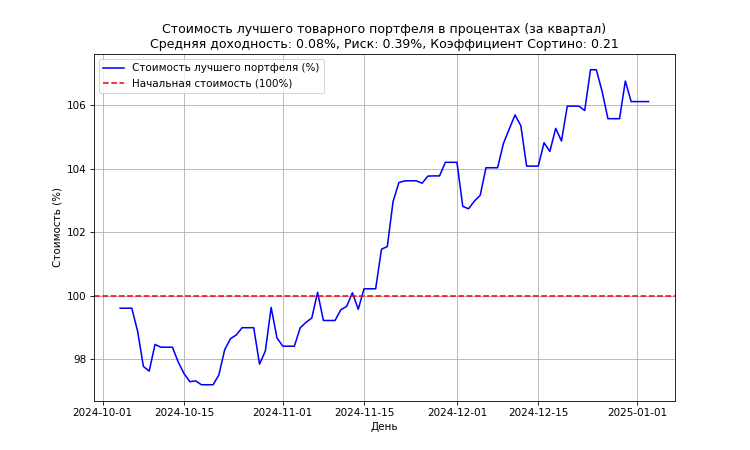 Стоимость лучшего товарного портфеля в процентах (за квартал)
Средняя доходность: 0.08%, Риск: 0.39%, Коэффициент Сортино: 0.21
Стоимость лучшего портфеля (%)
Начальная стоимость (100%)
Стоимость (%)
106
104
102
100
98
2024-10-01
2024-10-15
2024-11-01
2024-11-15
2024-12-01
2024-12-15
2025-01-01
День